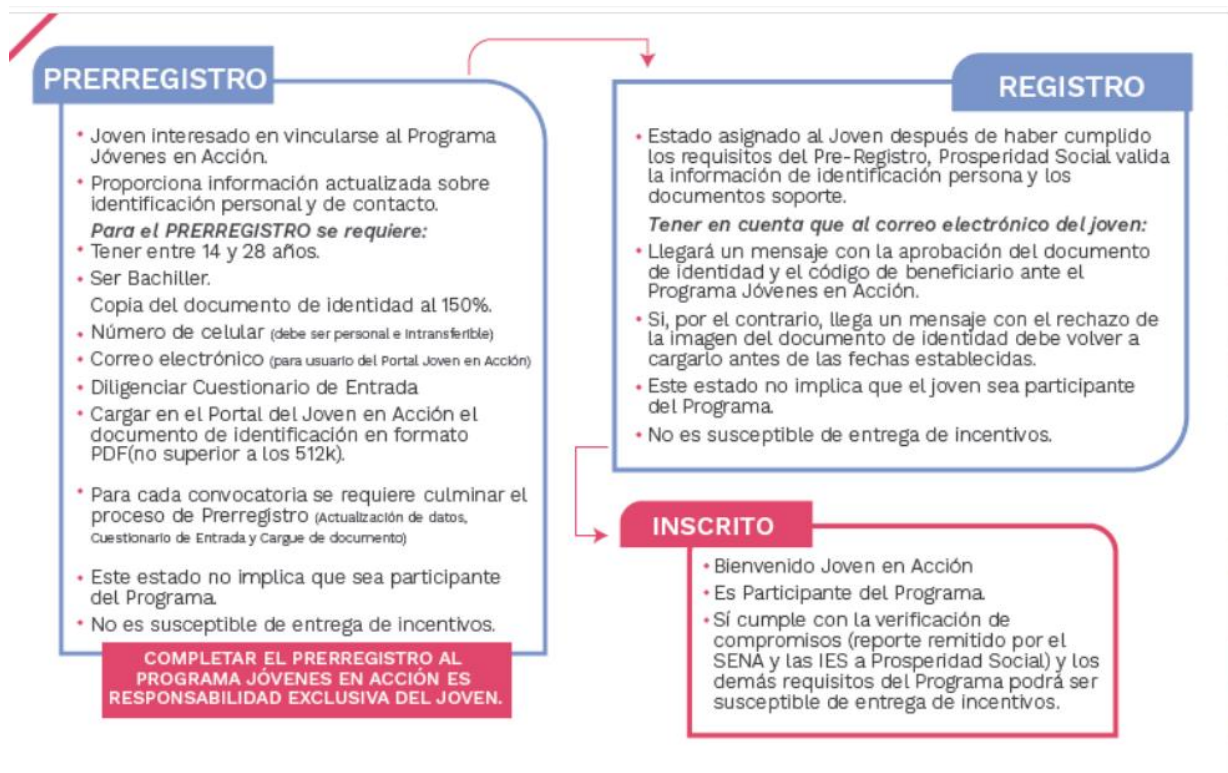 PRERREGISTRO
• Joven interesado en vincularse al Programa
Jóvenes en Acción.
• Proporciona información actualizada sobre
identificación personal y de contacto.
Para el PRERREGISTRO se requiere:
• Tener entre 14 y 28 años.
• Ser Bachiller.
Copia del documento de identidad al 150%.
• Número de celular (debe ser personal e intransferible)
• Correo electrónico (para usuario del Portal Joven en Acción)
• Diligenciar Cuestionario de Entrada
• Cargar en el Portal del Joven en Acción el
documento de identificación en formato
PDF(no superior a los 512k).
• Para cada convocatoria se requiere culminar el
proceso de Prerregistro (Actualización de datos,
Cuestionario de Entrada y Cargue de documento)
• Este estado no implica que sea participante
del Programa.
• No es susceptible de entrega de incentivos.
COMPLETAR EL PRERREGISTRO AL
PROGRAMA JÓVENES EN ACCIÓN ES
RESPONSABILIDAD EXCLUSIVA DEL JOVEN.
REGISTRO
• Estado asignado al Joven después de haber cumplido
los requisitos del Pre-Registro, Prosperidad Social valida
la información de identificación persona y los
documentos soporte.
Tener en cuenta que al correo electrónico del joven:
• Llegará un mensaje con la aprobación del documento
de identidad y el código de beneficiario ante el
Programa Jóvenes en Acción.
• Si, por el contrario, llega un mensaje con el rechazo de
la imagen del documento de identidad debe volver a
cargarlo antes de las fechas establecidas.
• Este estado no implica que el joven sea participante
del Programa.
• No es susceptible de entrega de incentivos.
INSCRITO
• Bienvenido Joven en Acción
• Es Participante del Programa.
• Sí cumple con la verificación de
compromisos (reporte remitido por el
SENA y las IES a Prosperidad Social) y los
demás requisitos del Programa podrá ser
susceptible de entrega de incentivos.